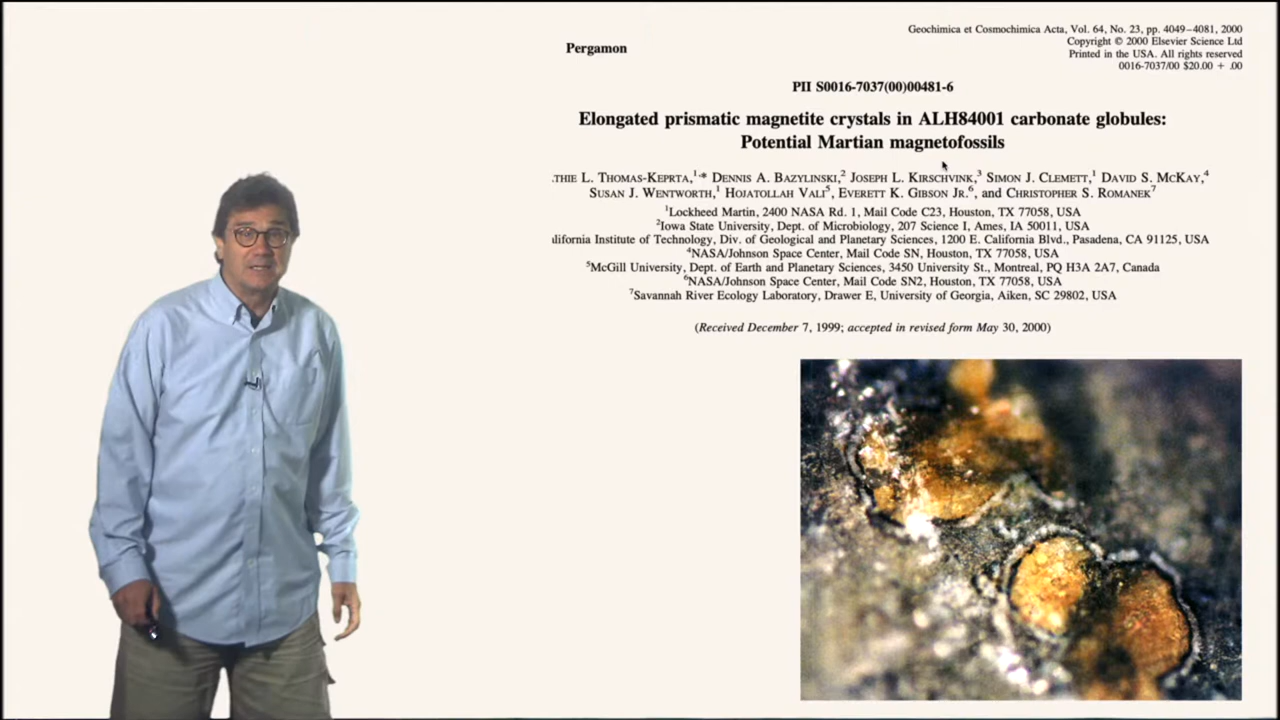 Geochimica et Cosmochimica Acta, Vol. 64, No. 23, pp. 4049–4081, 2000
Copyright © 2000 Elsevier Science Ltd
Pergamon
Printed in the USA. All rights reserved
0016-7037/00 $20.00 + .00
PII S0016-7037(00)00481-6
Elongated prismatic magnetite crystals in ALH84001 carbonate globules:
Potential Martian magnetofossils
.THIE L. THOMAS-KEPRTA,1,* DENNIS A. BAZYLINSKI,2 JOSEPH L. KIRSCHVINK,3 SIMON J. CLEMETT,1 DAVID S. MCKAY,4
SUSAN J. WENTWORTH,1 HOJATOLLAH VALI5, EVERETT K. GIBSON JR.6, and CHRISTOPHER S. ROMANEK7
1Lockheed Martin, 2400 NASA Rd. 1, Mail Code C23, Houston, TX 77058, USA
2Iowa State University, Dept. of Microbiology, 207 Science I, Ames, IA 50011, USA
lifornia Institute of Technology, Div. of Geological and Planetary Sciences, 1200 E. California Blvd., Pasadena, CA 91125, USA
4NASA/Johnson Space Center, Mail Code SN, Houston, TX 77058, USA
5McGill University, Dept. of Earth and Planetary Sciences, 3450 University St., Montreal, PQ H3A 2A7, Canada
6NASA/Johnson Space Center, Mail Code SN2, Houston, TX 77058, USA
7Savannah River Ecology Laboratory, Drawer E, University of Georgia, Aiken, SC 29802, USA
(Received December 7, 1999; accepted in revised form May 30, 2000)